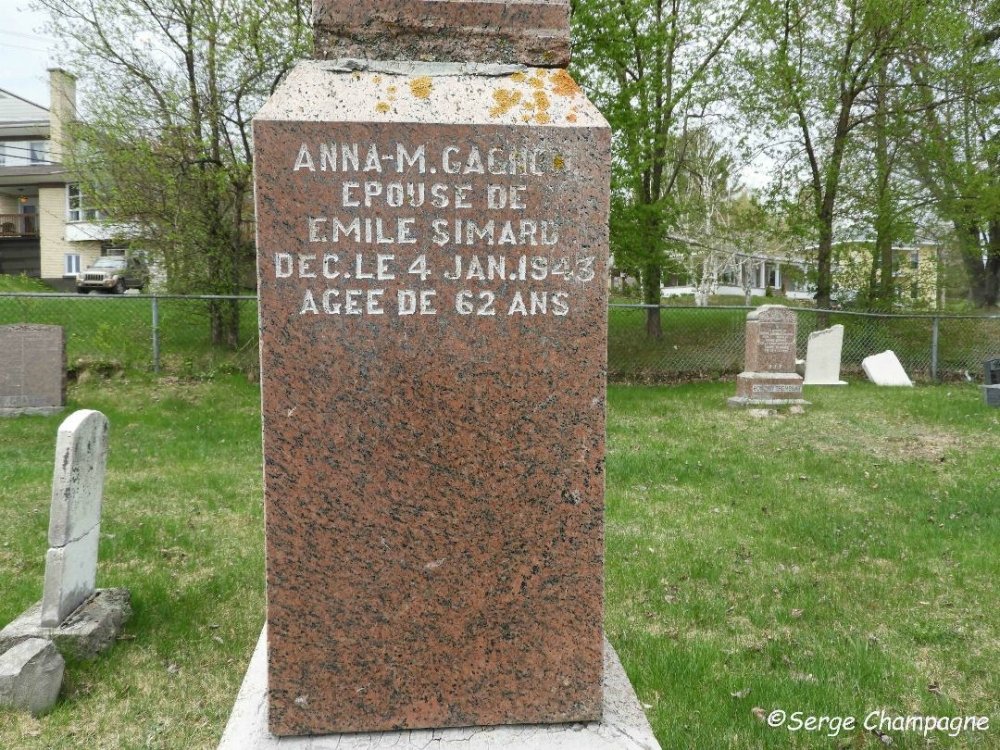 ANNA-M. GAGNON
EPOUSE DE
EMILE SIMARD
DEC. LE 4 JAN. 1943
AGEE DE 62 ANS
©Serge Champagne